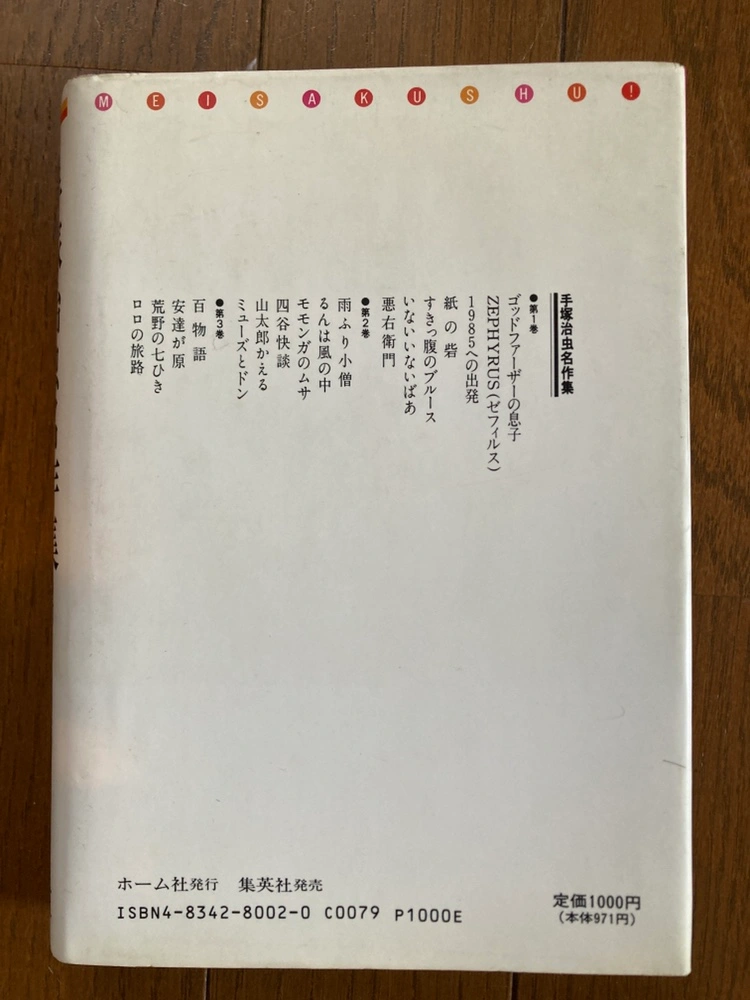 MEISAKUSHU!
手塚治虫名作集
●第1巻
ゴッドファーザーの息子
ZEPHYRUS(ゼフィルス)
1985への出発
紙の砦
すきっ腹のブルース
いないいないばあ
悪右衛門
●第2巻
雨ふり小僧
るんは風の中
モモンガのムサ
四谷快談
山太郎かえる
ミューズとドン
●第3巻
百物語
安達が原
荒野の七ひき
ロロの旅路
ホーム社発行 集英社発売
ISBN4-8342-8002-0 C0079 P1000E
定価1000円
(本体971円)